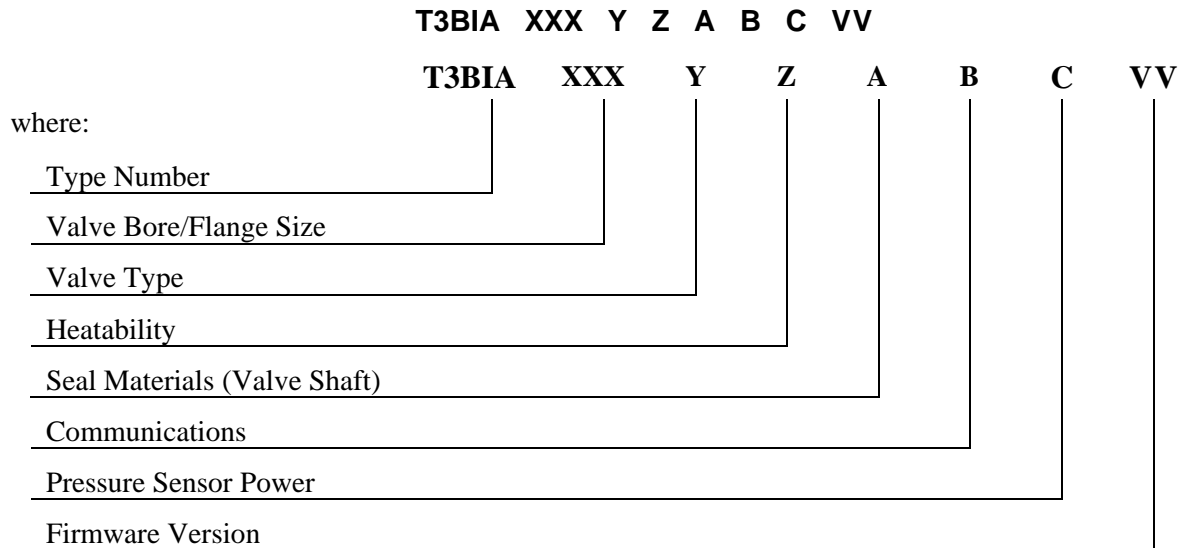 T3BIA XXX Y Z A B C VV
T3BIA XXX Y Z A B C VV
where:
Type Number
Valve Bore/Flange Size
Valve Type
Heatability
Seal Materials (Valve Shaft)
Communications
Pressure Sensor Power
Firmware Version